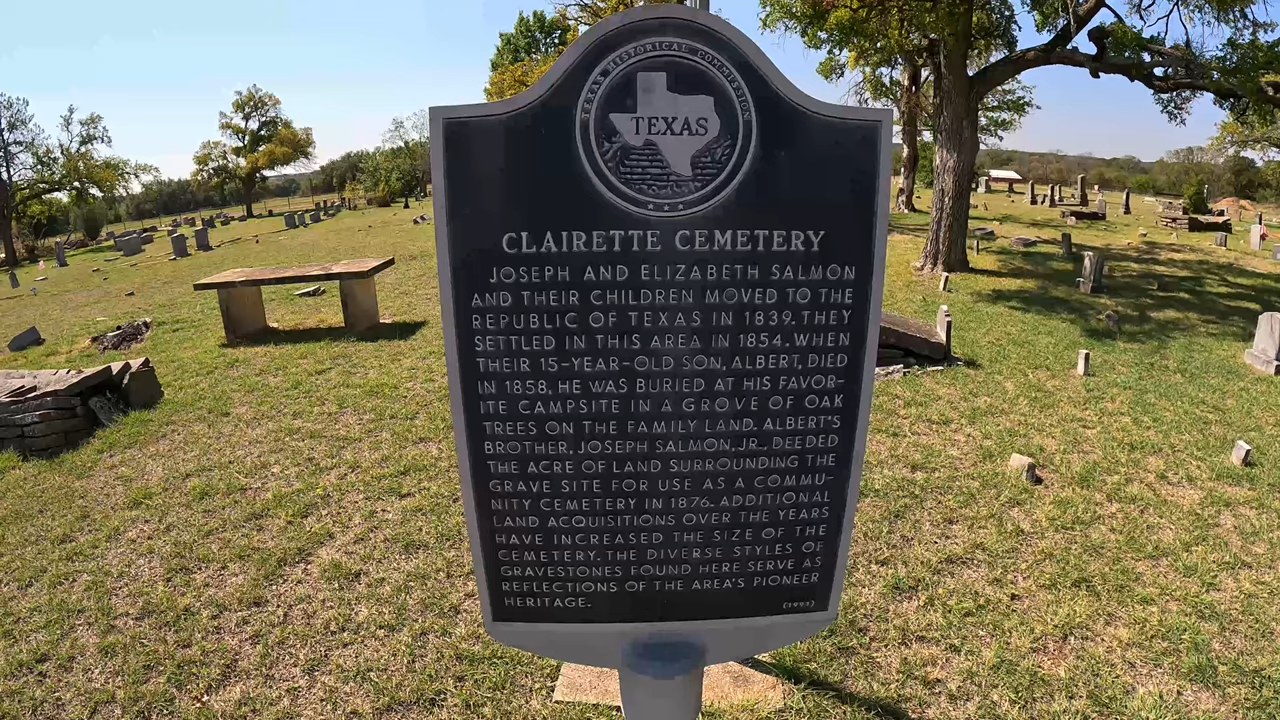 TEXAS HISTORICAL COMMISSION
TEXAS
CLAIRETTE CEMETERY
JOSEPH AND ELIZABETH SALMON
AND THEIR CHILDREN MOVED TO THE
REPUBLIC OF TEXAS IN 1839. THEY
SETTLED IN THIS AREA IN 1854. WHEN
THEIR 15-YEAR-OLD SON, ALBERT, DIED
IN 1858, HE WAS BURIED AT HIS FAVOR-
ITE CAMPSITE IN A GROVE OF OAK
TREES ON THE FAMILY LAND. ALBERT'S
BROTHER, JOSEPH SALMON, JR., DEEDED
THE ACRE OF LAND SURROUNDING THE
GRAVE SITE FOR USE AS A COMMU-
NITY CEMETERY IN 1876. ADDITIONAL
LAND ACQUISITIONS OVER THE YEARS
HAVE INCREASED THE SIZE OF THE
CEMETERY. THE DIVERSE STYLES OF
GRAVESTONES FOUND HERE SERVE AS
REFLECTIONS OF THE AREA'S PIONEER
HERITAGE.